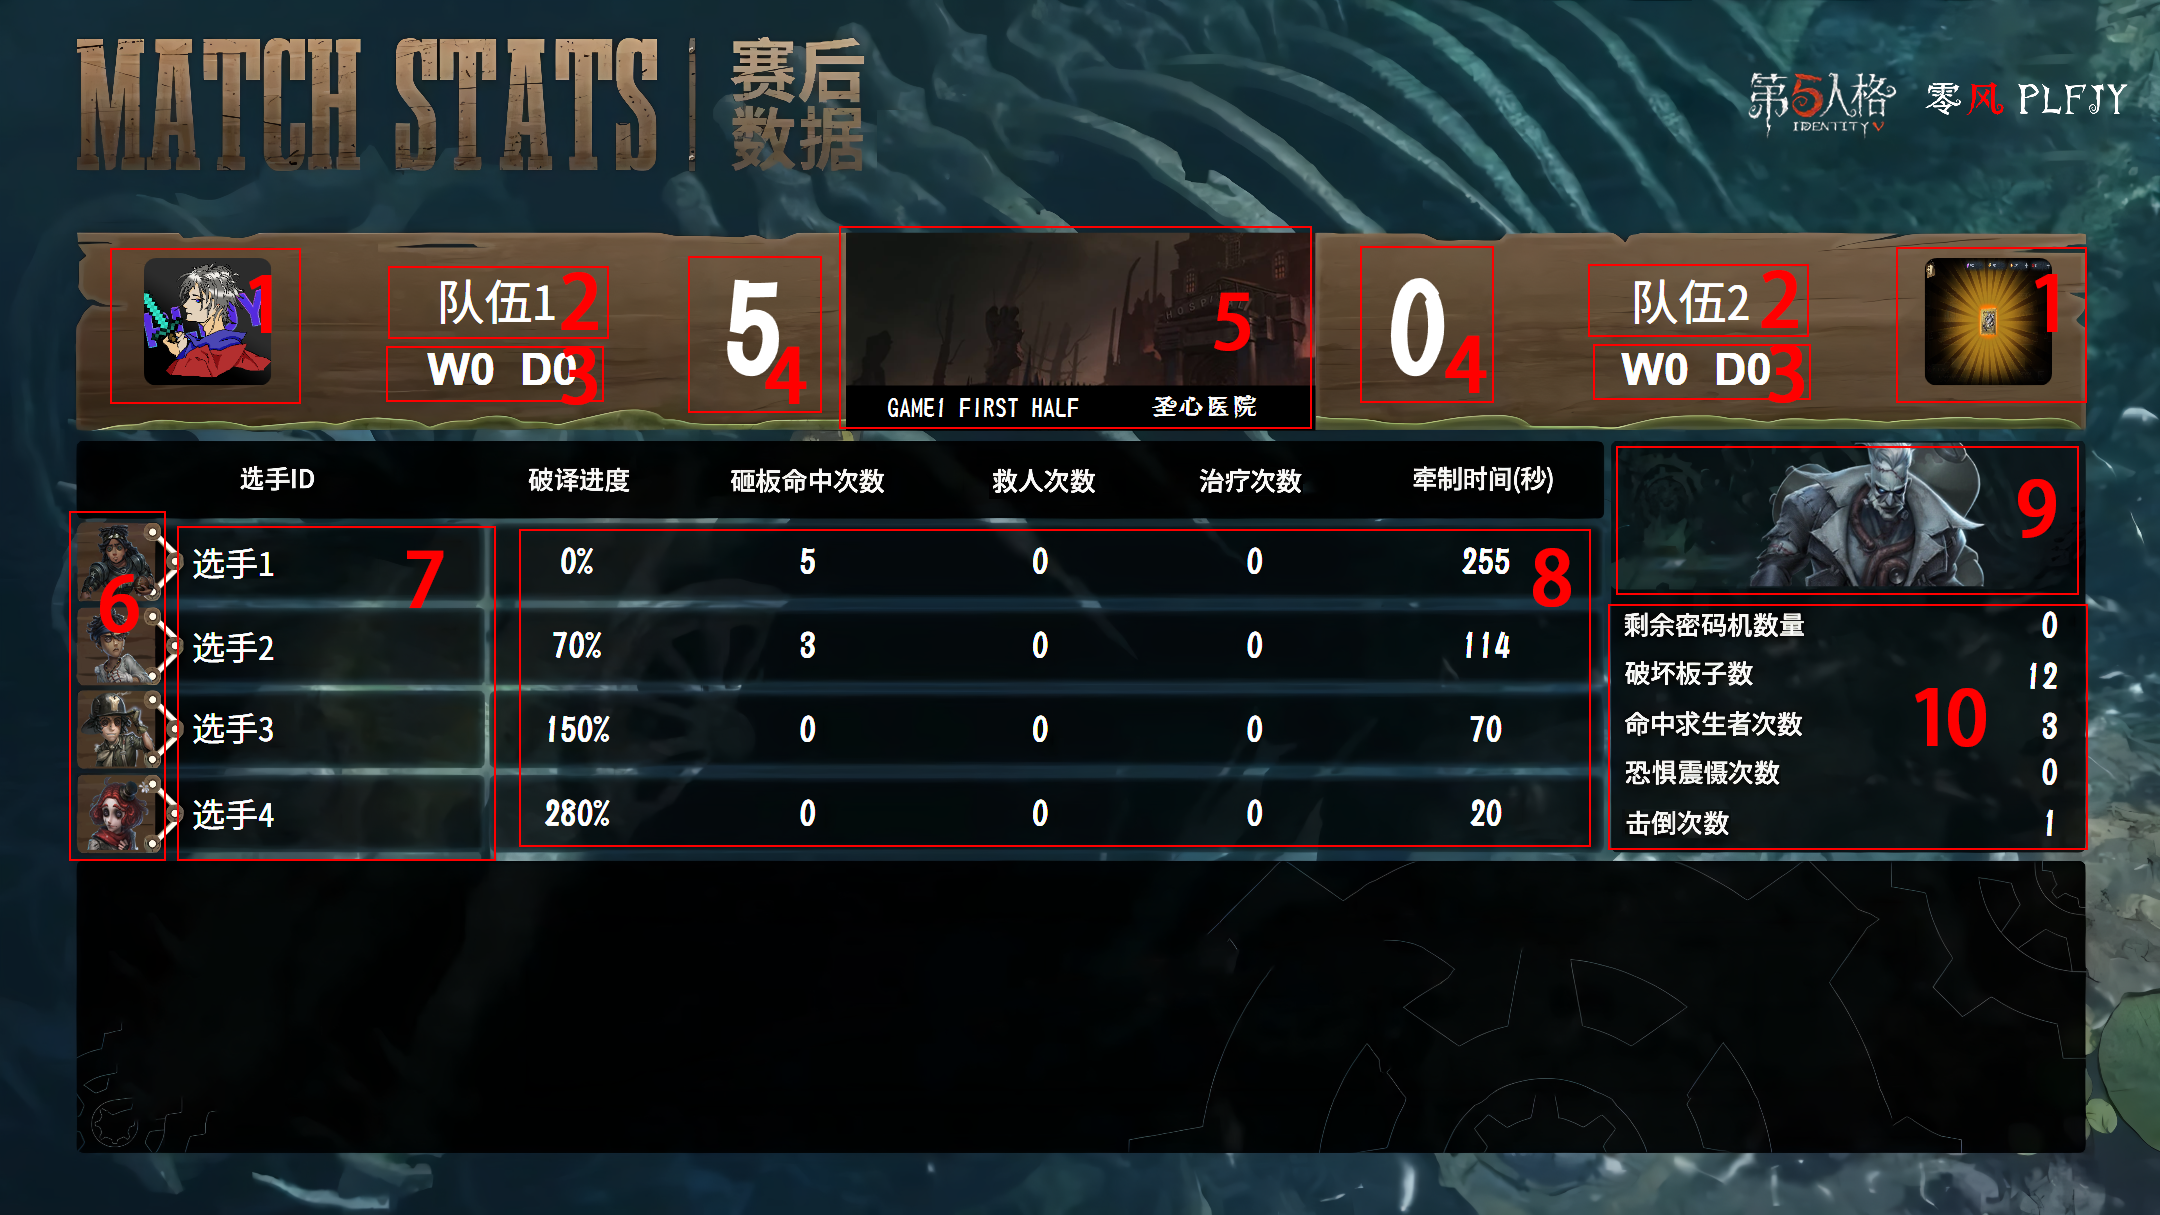 MATCH STATS
赛后
数据
第5人格
IDENTITY V
零风 PLFJY
1
队伍1
2
W0 D0
3
5
4
HOSPITAL
5
GAME1 FIRST HALF
圣心医院
0
4
队伍2
2
W0 D0
3
1
选手ID
破译进度
砸板命中次数
救人次数
治疗次数
牵制时间(秒)
6
7
8
选手1 0% 5 0 0 255
选手2 70% 3 0 0 114
选手3 150% 0 0 0 70
选手4 280% 0 0 0 20
9
10
剩余密码机数量 0
破坏板子数 12
命中求生者次数 3
恐惧震慑次数 0
击倒次数 1